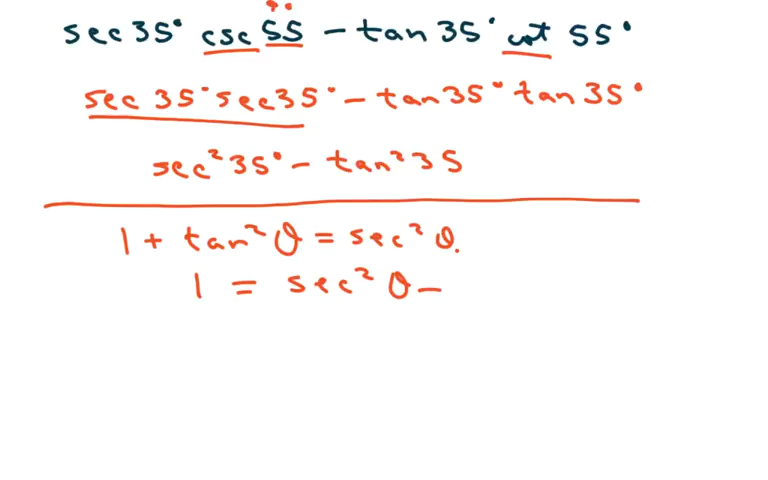 sec 35° csc 55 − tan 35° cot 55°
sec 35° sec 35° − tan 35° tan 35°
sec² 35° − tan² 35
1 + tan² θ = sec² θ.
1 = sec² θ −